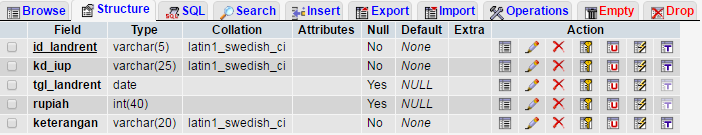 Browse Structure SQL Search Insert Export Import Operations Empty Drop
Field Type Collation Attributes Null Default Extra Action
id_landrent varchar(5) latin1_swedish_ci No None
kd_iup varchar(25) latin1_swedish_ci No None
tgl_landrent date Yes NULL
rupiah int(40) Yes NULL
keterangan varchar(20) latin1_swedish_ci No None